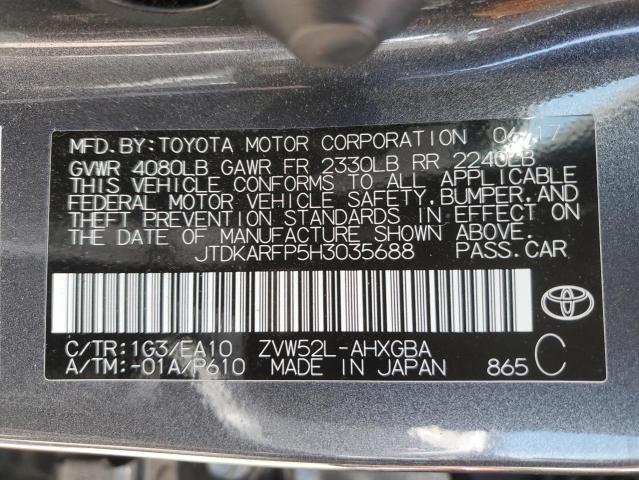 MFD. BY: TOYOTA MOTOR CORPORATION
GVWR 4080LB GAWR FR 2330LB RR 2240LB
THIS VEHICLE CONFORMS TO ALL APPLICABLE
FEDERAL MOTOR VEHICLE SAFETY, BUMPER, AND
THEFT PREVENTION STANDARDS IN EFFECT ON
THE DATE OF MANUFACTURE SHOWN ABOVE.
JTDKARFP5H3035688 PASS. CAR
C/TR: 1G3/EA10 ZVW52L-AHXGBA
A/TM: -01A/P610 MADE IN JAPAN 865 C